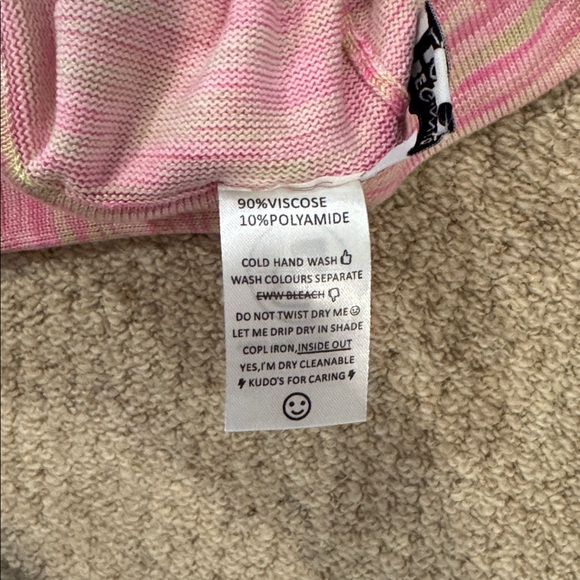 90%VISCOSE
10%POLYAMIDE
COLD HAND WASH
WASH COLOURS SEPARATE
EWW BLEACH
DO NOT TWIST DRY ME
LET ME DRIP DRY IN SHADE
COPL IRON,INSIDE OUT
YES,I'M DRY CLEANABLE
KUDO'S FOR CARING